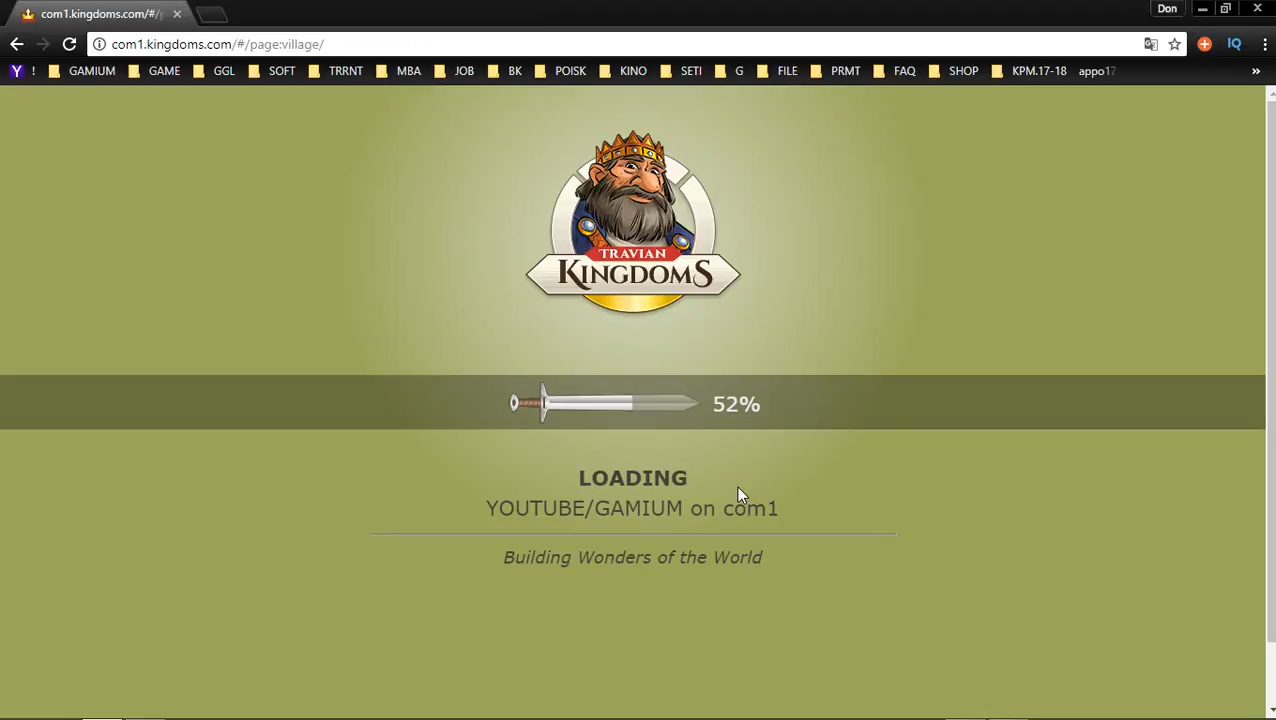 com1.kingdoms.com/#/p
Don
com1.kingdoms.com/#/page:village/
! GAMIUM GAME GGL SOFT TRRNT MBA JOB BK POISK KINO SETI G FILE PRMT FAQ SHOP KPM.17-18 appo17 »
TRAVIAN
KINGDOMS
52%
LOADING
YOUTUBE/GAMIUM on com1
Building Wonders of the World